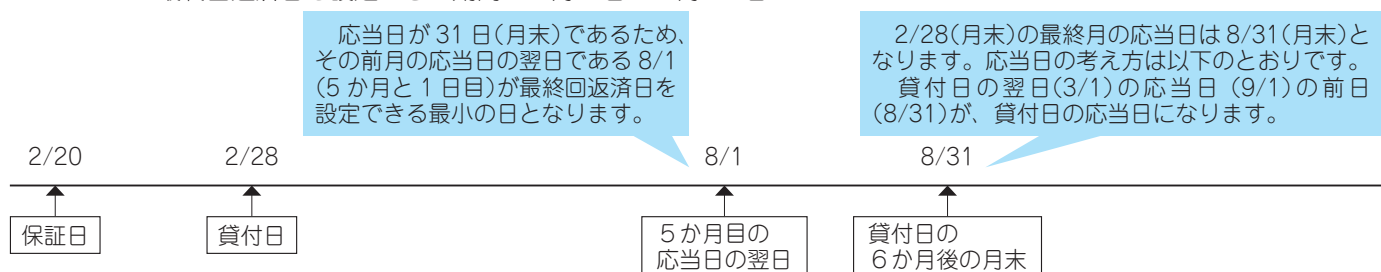 応当日が31日(月末)であるため、
その前月の応当日の翌日である8/1
(5か月と1日目)が最終回返済日を
設定できる最小の日となります。
2/28(月末)の最終月の応当日は8/31(月末)と
なります。応当日の考え方は以下のとおりです。
貸付日の翌日(3/1)の応当日(9/1)の前日
(8/31)が、貸付日の応当日になります。
2/20
2/28
8/1
8/31
保証日
貸付日
5か月目の
応当日の翌日
貸付日の
6か月後の月末